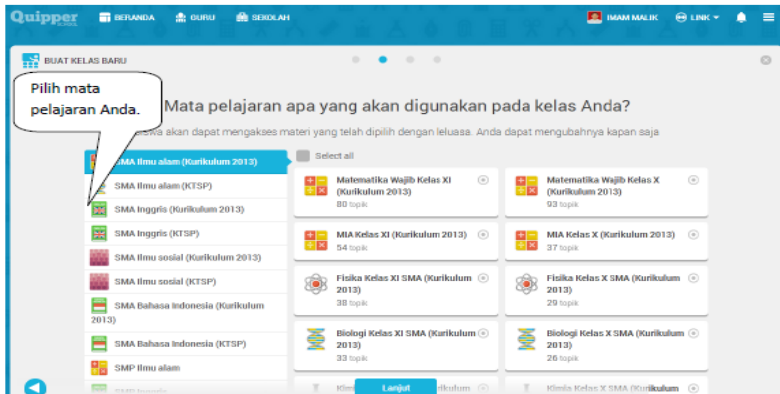 Quipper
SCHOOL
BERANDA
GURU
SEKOLAH
IMAM MALIK
LINK
BUAT KELAS BARU
Pilih mata
pelajaran Anda.
Mata pelajaran apa yang akan digunakan pada kelas Anda?
akan dapat mengakses materi yang telah dipilih dengan leluasa. Anda dapat mengubahnya kapan saja
SMA Ilmu alam (Kurikulum 2013)
SMA Ilmu alam (KTSP)
SMA Inggris (Kurikulum 2013)
SMA Inggris (KTSP)
SMA Ilmu sosial (Kurikulum 2013)
SMA Ilmu sosial (KTSP)
SMA Bahasa Indonesia (Kurikulum
2013)
SMA Bahasa Indonesia (KTSP)
SMP Ilmu alam
SMP Inggris
Select all
Matematika Wajib Kelas XI
(Kurikulum 2013)
80 topik
Matematika Wajib Kelas X
(Kurikulum 2013)
93 topik
MIA Kelas XI (Kurikulum 2013)
54 topik
MIA Kelas X (Kurikulum 2013)
37 topik
Fisika Kelas XI SMA (Kurikulum
2013)
38 topik
Fisika Kelas X SMA (Kurikulum
2013)
29 topik
Biologi Kelas XI SMA (Kurikulum
2013)
33 topik
Biologi Kelas X SMA (Kurikulum
2013)
26 topik
Kimia Kelas X SMA (Kurikulum
Lanjut